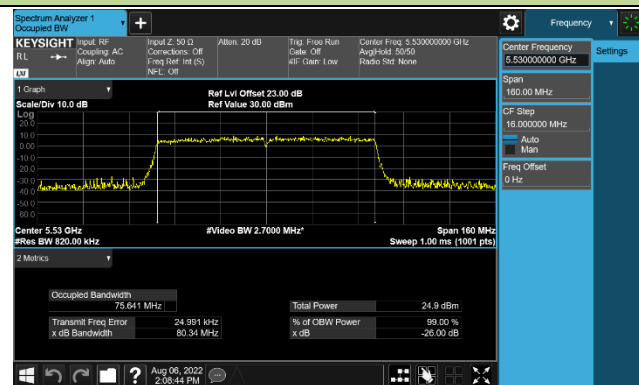 Spectrum Analyzer 1
Occupied BW
Frequency
KEYSIGHT
RL
LXI
Input: RF
Coupling: AC
Align: Auto
Input Z: 50 Ω
Corrections: Off
Freq Ref: Int (S)
NFE: Off
Atten: 20 dB
Trig: Free Run
Gate: Off
#IF Gain: Low
Center Freq: 5.530000000 GHz
Avg|Hold: 50/50
Radio Std: None
Center Frequency
5.530000000 GHz
Settings
Span
160.00 MHz
CF Step
16.000000 MHz
Auto
Man
Freq Offset
0 Hz
1 Graph
Scale/Div 10.0 dB
Ref Lvl Offset 23.00 dB
Ref Value 30.00 dBm
Log
20.0
10.0
0.00
-10.0
-20.0
-30.0
-40.0
-50.0
-60.0
Center 5.53 GHz
#Res BW 820.00 kHz
#Video BW 2.7000 MHz*
Span 160 MHz
Sweep 1.00 ms (1001 pts)
2 Metrics
Occupied Bandwidth
75.641 MHz
Total Power 24.9 dBm
Transmit Freq Error 24.991 kHz
% of OBW Power 99.00 %
x dB Bandwidth 80.34 MHz
x dB -26.00 dB
?
Aug 06, 2022
2:08:44 PM